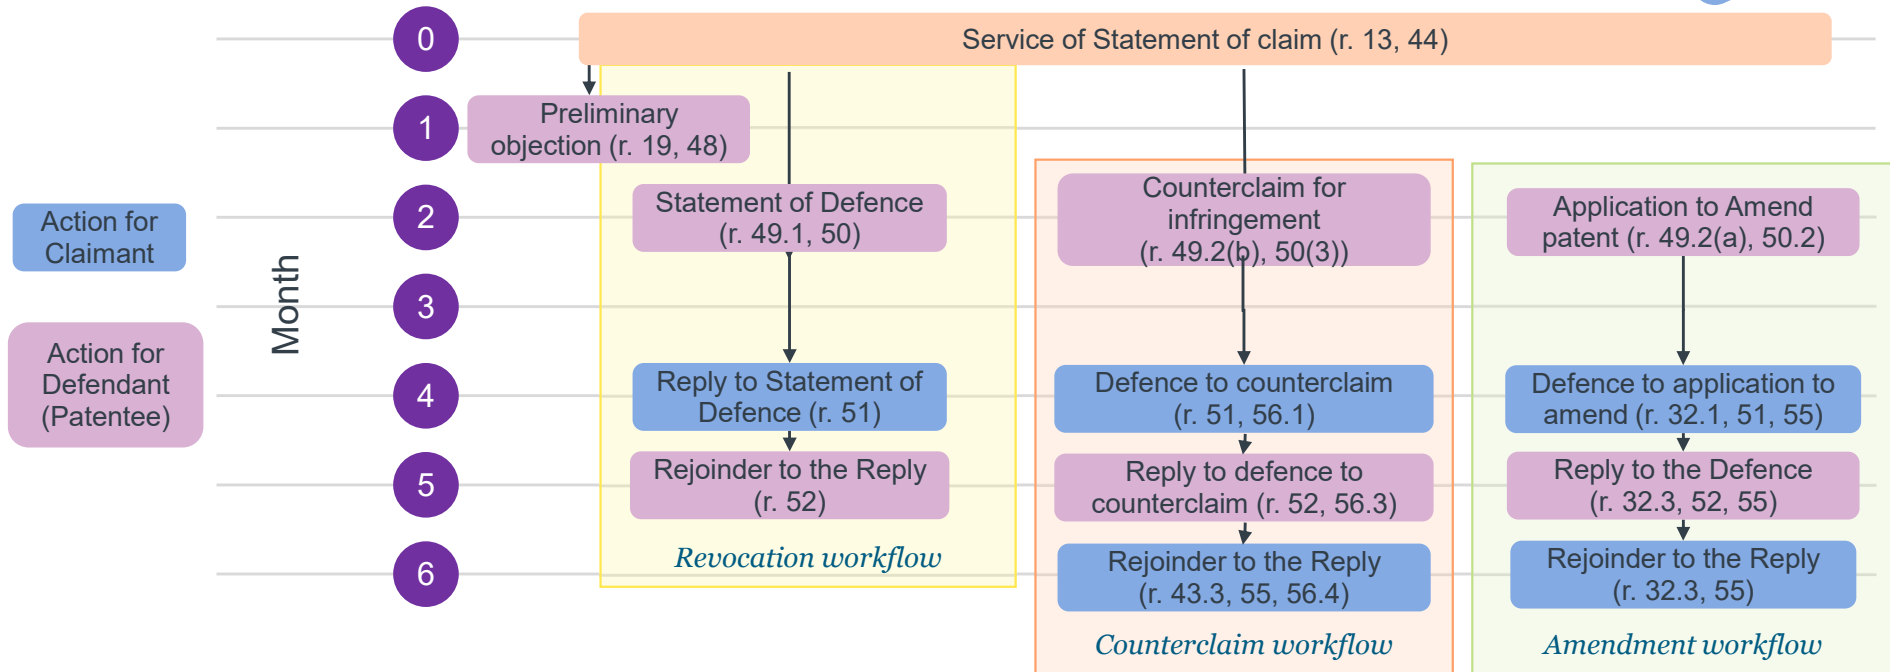 0
Service of Statement of claim (r. 13, 44)
1
Preliminary
objection (r. 19, 48)
Action for
Claimant
Action for
Defendant
(Patentee)
Month
2
Statement of Defence
(r. 49.1, 50)
Counterclaim for
infringement
(r. 49.2(b), 50(3))
Application to Amend
patent (r. 49.2(a), 50.2)
3
4
Reply to Statement of
Defence (r. 51)
Defence to counterclaim
(r. 51, 56.1)
Defence to application to
amend (r. 32.1, 51, 55)
5
Rejoinder to the Reply
(r. 52)
Reply to defence to
counterclaim (r. 52, 56.3)
Reply to the Defence
(r. 32.3, 52, 55)
6
Revocation workflow
Rejoinder to the Reply
(r. 43.3, 55, 56.4)
Rejoinder to the Reply
(r. 32.3, 55)
Counterclaim workflow
Amendment workflow